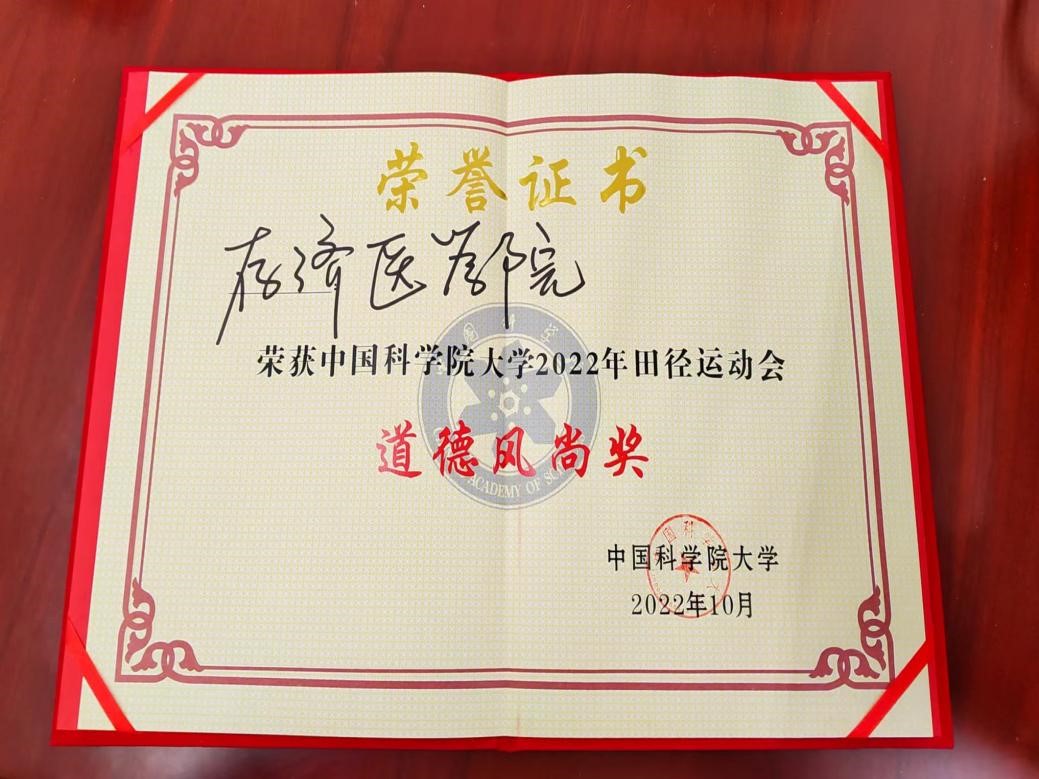 荣誉证书
存济医学院
荣获中国科学院大学2022年田径运动会
道德风尚奖
ACADEMY OF
中国科学院大学
2022年10月